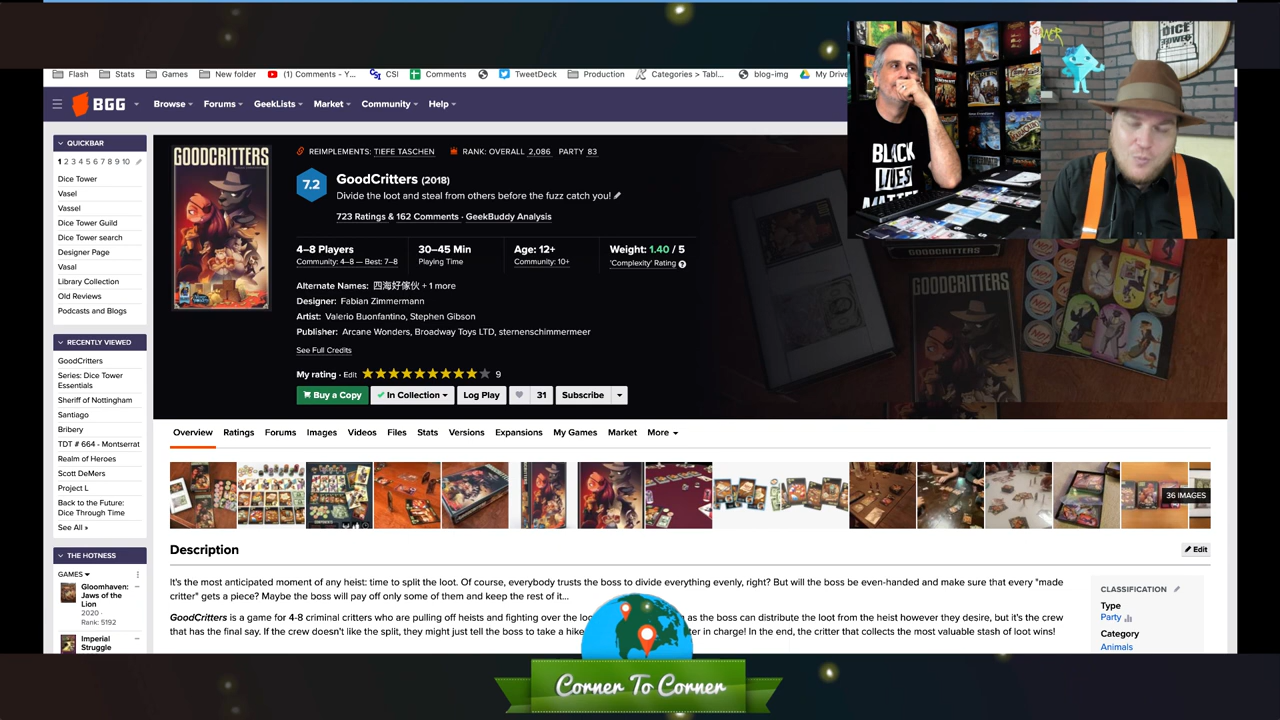 Flash Stats Games New folder (1) Comments - Y... CSI Comments TweetDeck Production Categories > Tabl... blog-img My Driv
DICE
TOWER
BGG Browse Forums GeekLists Market Community Help
BLACK
LIVES
MATTER
QUICKBAR
1 2 3 4 5 6 7 8 9 10
Dice Tower
Vasel
Vassel
Dice Tower Guild
Dice Tower search
Designer Page
Vasal
Library Collection
Old Reviews
Podcasts and Blogs
RECENTLY VIEWED
GoodCritters
Series: Dice Tower
Essentials
Sheriff of Nottingham
Santiago
Bribery
TDT # 664 - Montserrat
Realm of Heroes
Scott DeMers
Project L
Back to the Future:
Dice Through Time
See All »
THE HOTNESS
GAMES
Gloomhaven:
Jaws of the
Lion
2020
Rank: 5192
Imperial
Struggle
GOODCRITTERS
REIMPLEMENTS: TIEFE TASCHEN RANK: OVERALL 2,086 PARTY 83
7.2 GoodCritters (2018)
Divide the loot and steal from others before the fuzz catch you!
723 Ratings & 162 Comments · GeekBuddy Analysis
4–8 Players 30–45 Min Age: 12+ Weight: 1.40 / 5
Community: 4–8 — Best: 7–8 Playing Time Community: 10+ 'Complexity' Rating
Alternate Names: 四海好傢伙 + 1 more
Designer: Fabian Zimmermann
Artist: Valerio Buonfantino, Stephen Gibson
Publisher: Arcane Wonders, Broadway Toys LTD, sternenschimmermeer
See Full Credits
My rating · Edit 9
Buy a Copy In Collection Log Play 31 Subscribe
GOODCRITTERS
Overview Ratings Forums Images Videos Files Stats Versions Expansions My Games Market More
36 IMAGES
Description
Edit
It's the most anticipated moment of any heist: time to split the loot. Of course, everybody trusts the boss to divide everything evenly, right? But will the boss be even-handed and make sure that every "made
critter" gets a piece? Maybe the boss will pay off only some of them and keep the rest of it...
GoodCritters is a game for 4-8 criminal critters who are pulling off heists and fighting over the loo as the boss can distribute the loot from the heist however they desire, but it's the crew
that has the final say. If the crew doesn't like the split, they might just tell the boss to take a hike ter in charge! In the end, the critter that collects the most valuable stash of loot wins!
CLASSIFICATION
Type
Party
Category
Animals
Corner To Corner